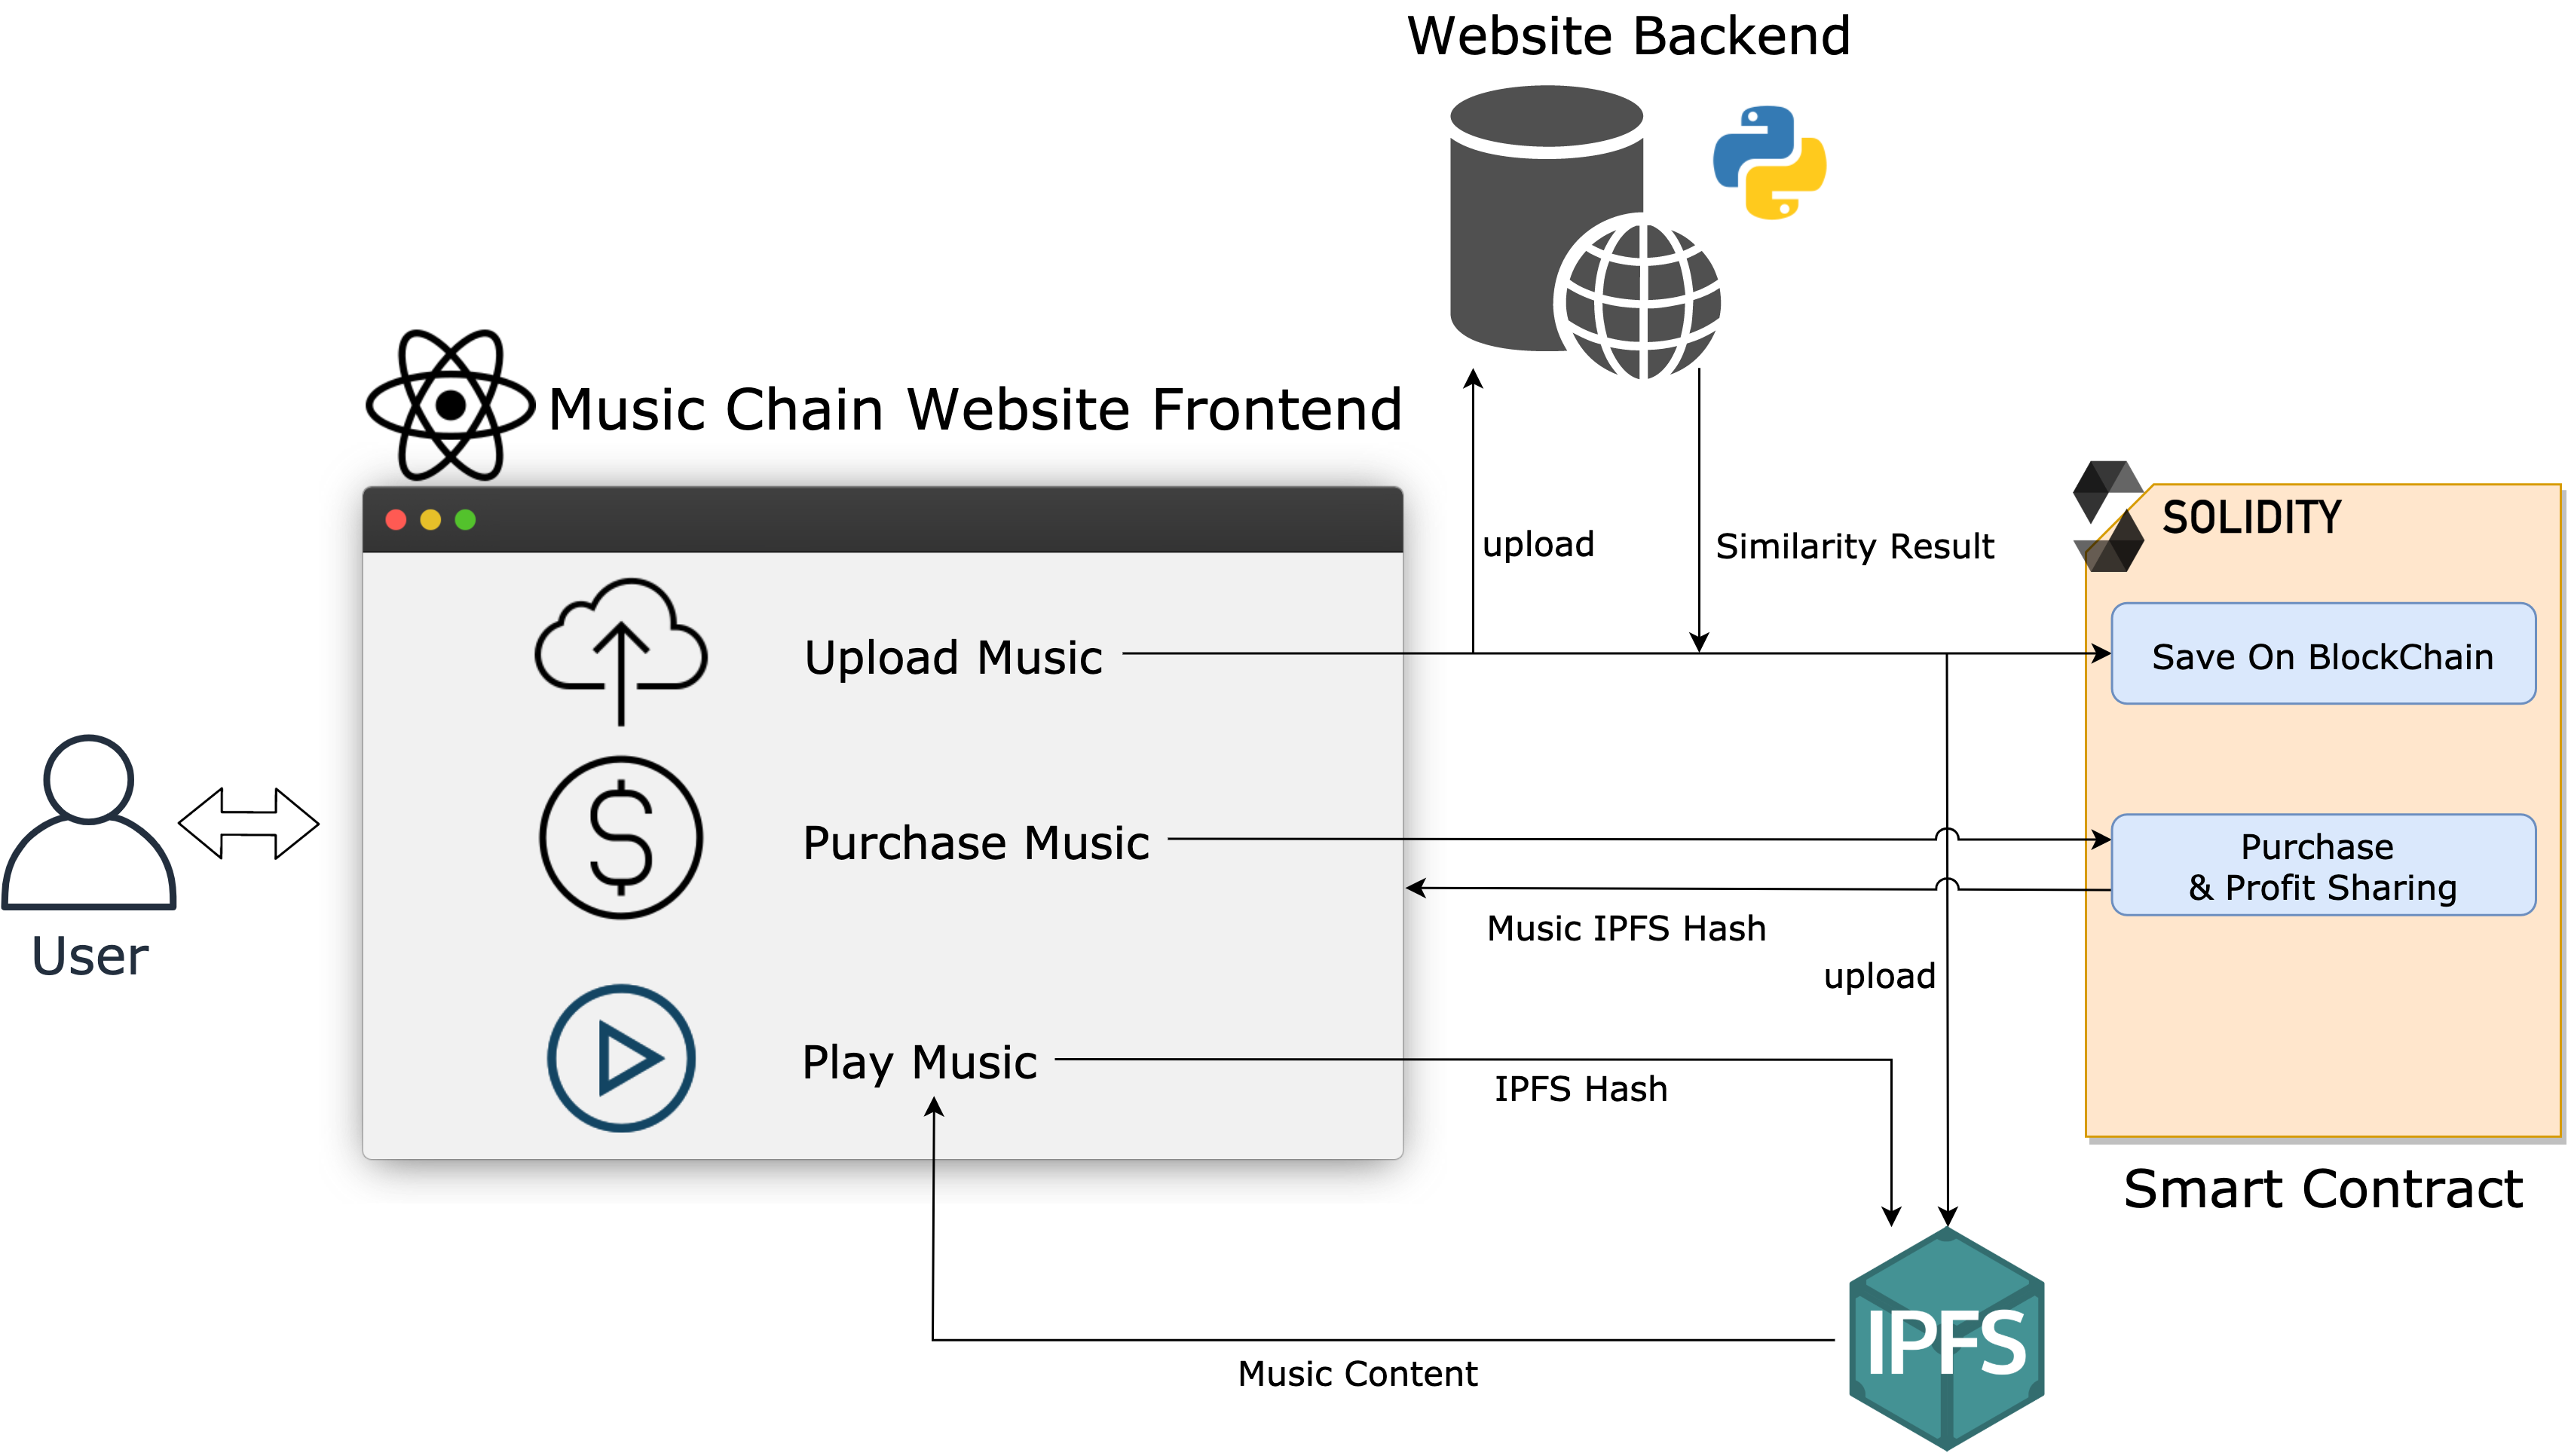 Website Backend
Music Chain Website Frontend
upload
Similarity Result
SOLIDITY
Upload Music
Save On BlockChain
Purchase Music
Purchase
& Profit Sharing
Music IPFS Hash
User
upload
Play Music
IPFS Hash
Smart Contract
IPFS
Music Content